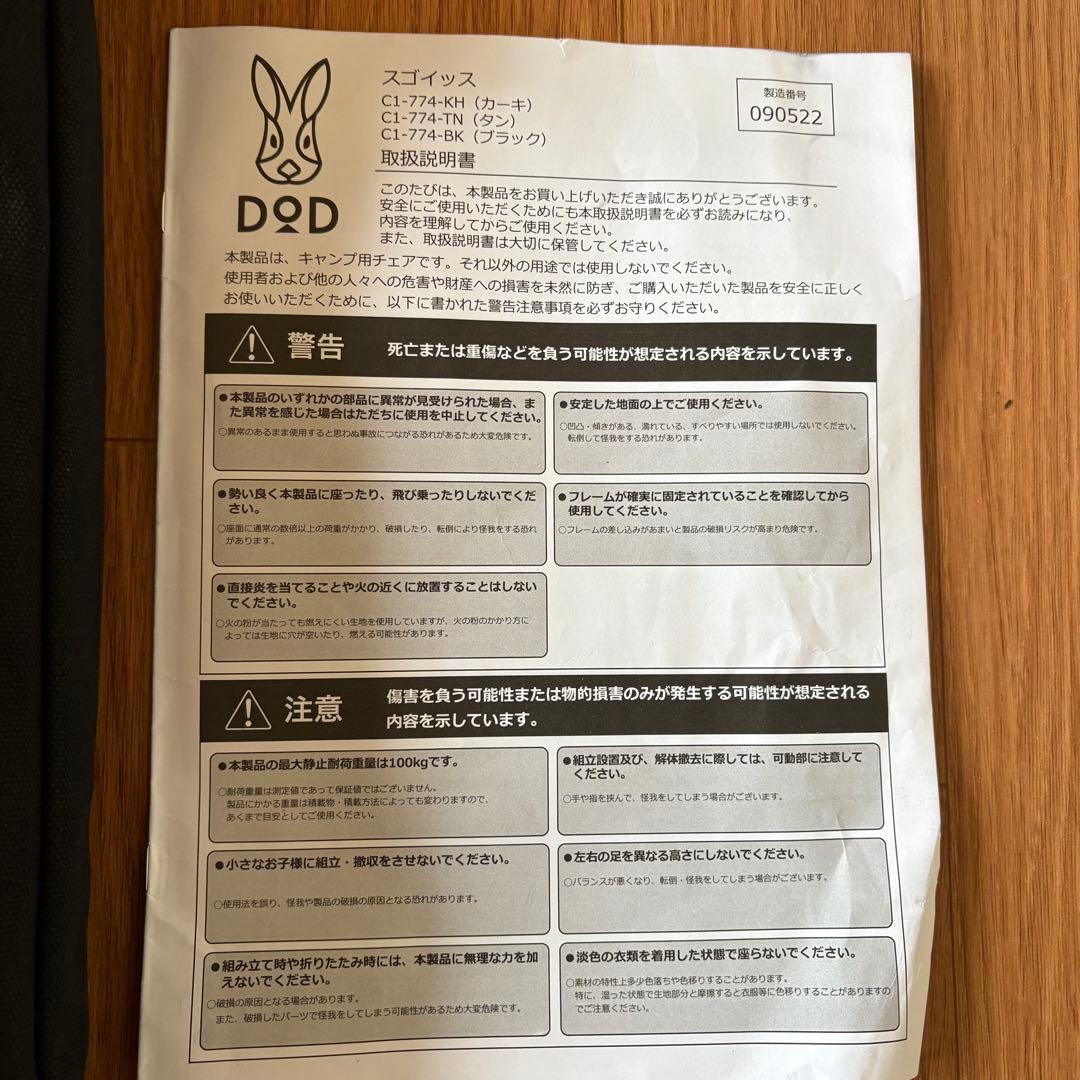 DOD
スゴイッス
C1-774-KH（カーキ）
C1-774-TN（タン）
C1-774-BK（ブラック）
取扱説明書
製造番号
090522
このたびは、本製品をお買い上げいただき誠にありがとうございます。
安全にご使用いただくためにも本取扱説明書を必ずお読みになり、
内容を理解してからご使用ください。
また、取扱説明書は大切に保管してください。
本製品は、キャンプ用チェアです。それ以外の用途では使用しないでください。
使用者および他の人々への危害や財産への損害を未然に防ぎ、ご購入いただいた製品を安全に正しく
お使いいただくために、以下に書かれた警告注意事項を必ずお守りください。
警告
死亡または重傷などを負う可能性が想定される内容を示しています。
●本製品のいずれかの部品に異常が見受けられた場合、ま
た異常を感じた場合はただちに使用を中止してください。
○異常のあるまま使用すると思わぬ事故につながる恐れがあるため大変危険です。
●安定した地面の上でご使用ください。
○凹凸・傾きがある、濡れている、すべりやすい場所では使用しないでください。
転倒して怪我をする恐れがあります。
●勢い良く本製品に座ったり、飛び乗ったりしないでくだ
さい。
○座面に通常の数倍以上の荷重がかかり、破損したり、転倒により怪我をする恐れ
があります。
●フレームが確実に固定されていることを確認してから
使用してください。
○フレームの差し込みがあまいと製品の破損リスクが高まり危険です。
●直接炎を当てることや火の近くに放置することはしない
でください。
○火の粉が当たっても燃えにくい生地を使用していますが、火の粉のかかり方に
よっては生地に穴が空いたり、燃える可能性があります。
注意
傷害を負う可能性または物的損害のみが発生する可能性が想定される
内容を示しています。
●本製品の最大静止耐荷重量は100kgです。
○耐荷重量は測定値であって保証値ではございません。
製品にかかる重量は積載物・積載方法によっても変わりますので、
あくまで目安としてご使用ください。
●組立設置及び、解体撤去に際しては、可動部に注意して
ください。
○手や指を挟んで、怪我をしてしまう場合がございます。
●小さなお子様に組立・撤収をさせないでください。
○使用法を誤り、怪我や製品の破損の原因となる恐れがあります。
●左右の足を異なる高さにしないでください。
○バランスが悪くなり、転倒・怪我をしてしまう場合がございます。
●組み立て時や折りたたみ時には、本製品に無理な力を加
えないでください。
○破損の原因となる場合があります。
また、破損したパーツで怪我をしてしまう可能性があるため大変危険です。
●淡色の衣類を着用した状態で座らないでください。
○素材の特性上多少色落ちや色移りすることがあります。
特に、湿った状態で生地部分と摩擦すると衣服等に色移りすることがありますの
でご注意ください。